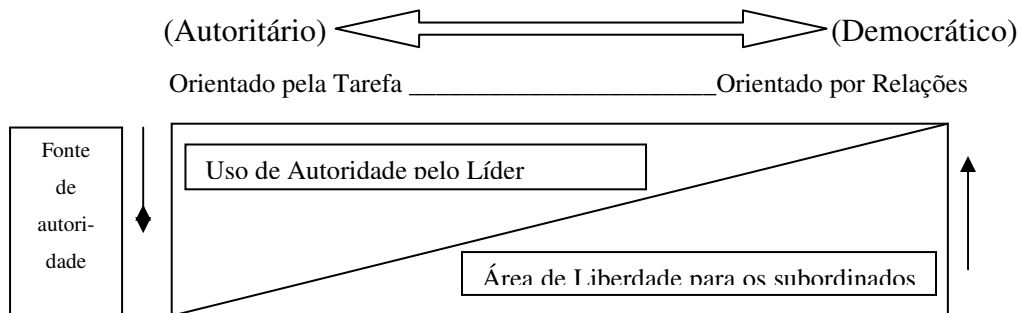 (Autoritário) (Democrático)
Orientado pela Tarefa _______________________Orientado por Relações
Fonte
de
autori-
dade
Uso de Autoridade pelo Líder
Área de Liberdade para os subordinados